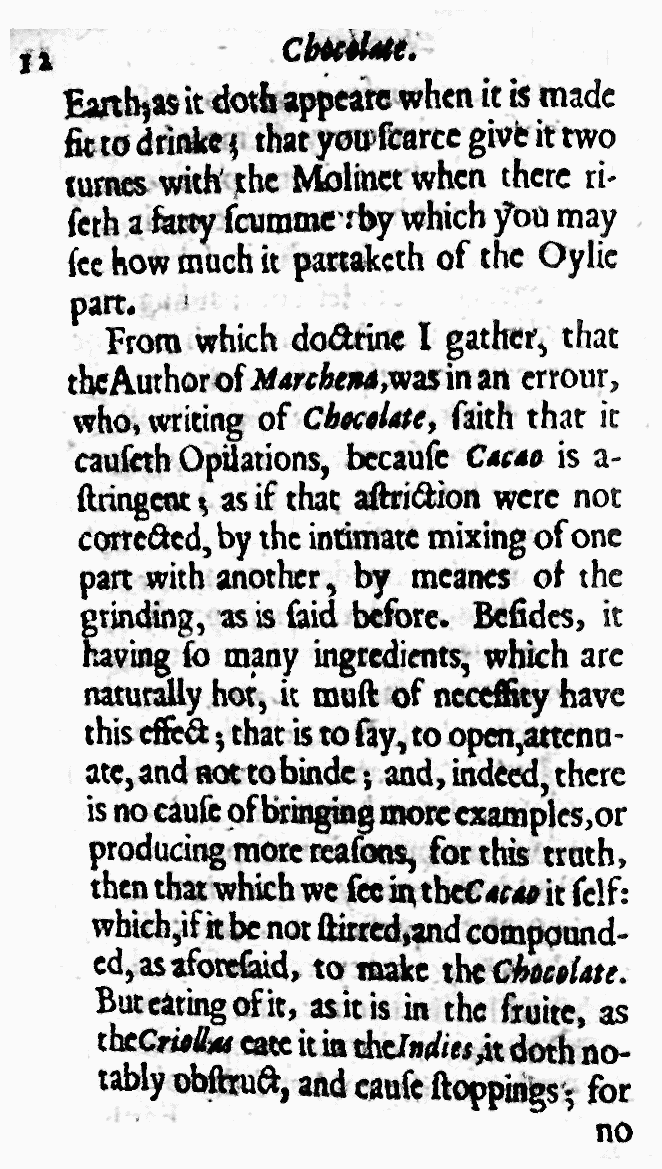 12 Chocolate.
Earth; as it doth appeare when it is made
fit to drinke; that you ſcarce give it two
turnes with the Molinet when there ri-
ſeth a fatty ſcumme: by which you may
ſee how much it partaketh of the Oylie
part.
From which doctrine I gather, that
the Author of Marchena, was in an errour,
who, writing of Chocolate, ſaith that it
cauſeth Opilations, becauſe Cacao is a-
ſtringent; as if that aſtriction were not
corrected, by the intimate mixing of one
part with another, by meanes of the
grinding, as is ſaid before. Beſides, it
having ſo many ingredients, which are
naturally hot, it muſt of neceſſity have
this effect; that is to ſay, to open, attenu-
ate, and not to binde; and, indeed, there
is no cauſe of bringing more examples, or
producing more reaſons, for this truth,
then that which we ſee in the Cacao it ſelf:
which, if it be not ſtirred, and compound-
ed, as aforeſaid, to make the Chocolate.
But eating of it, as it is in the fruite, as
the Criollas eate it in the Indies, it doth no-
tably obſtruct, and cauſe ſtoppings; for
no